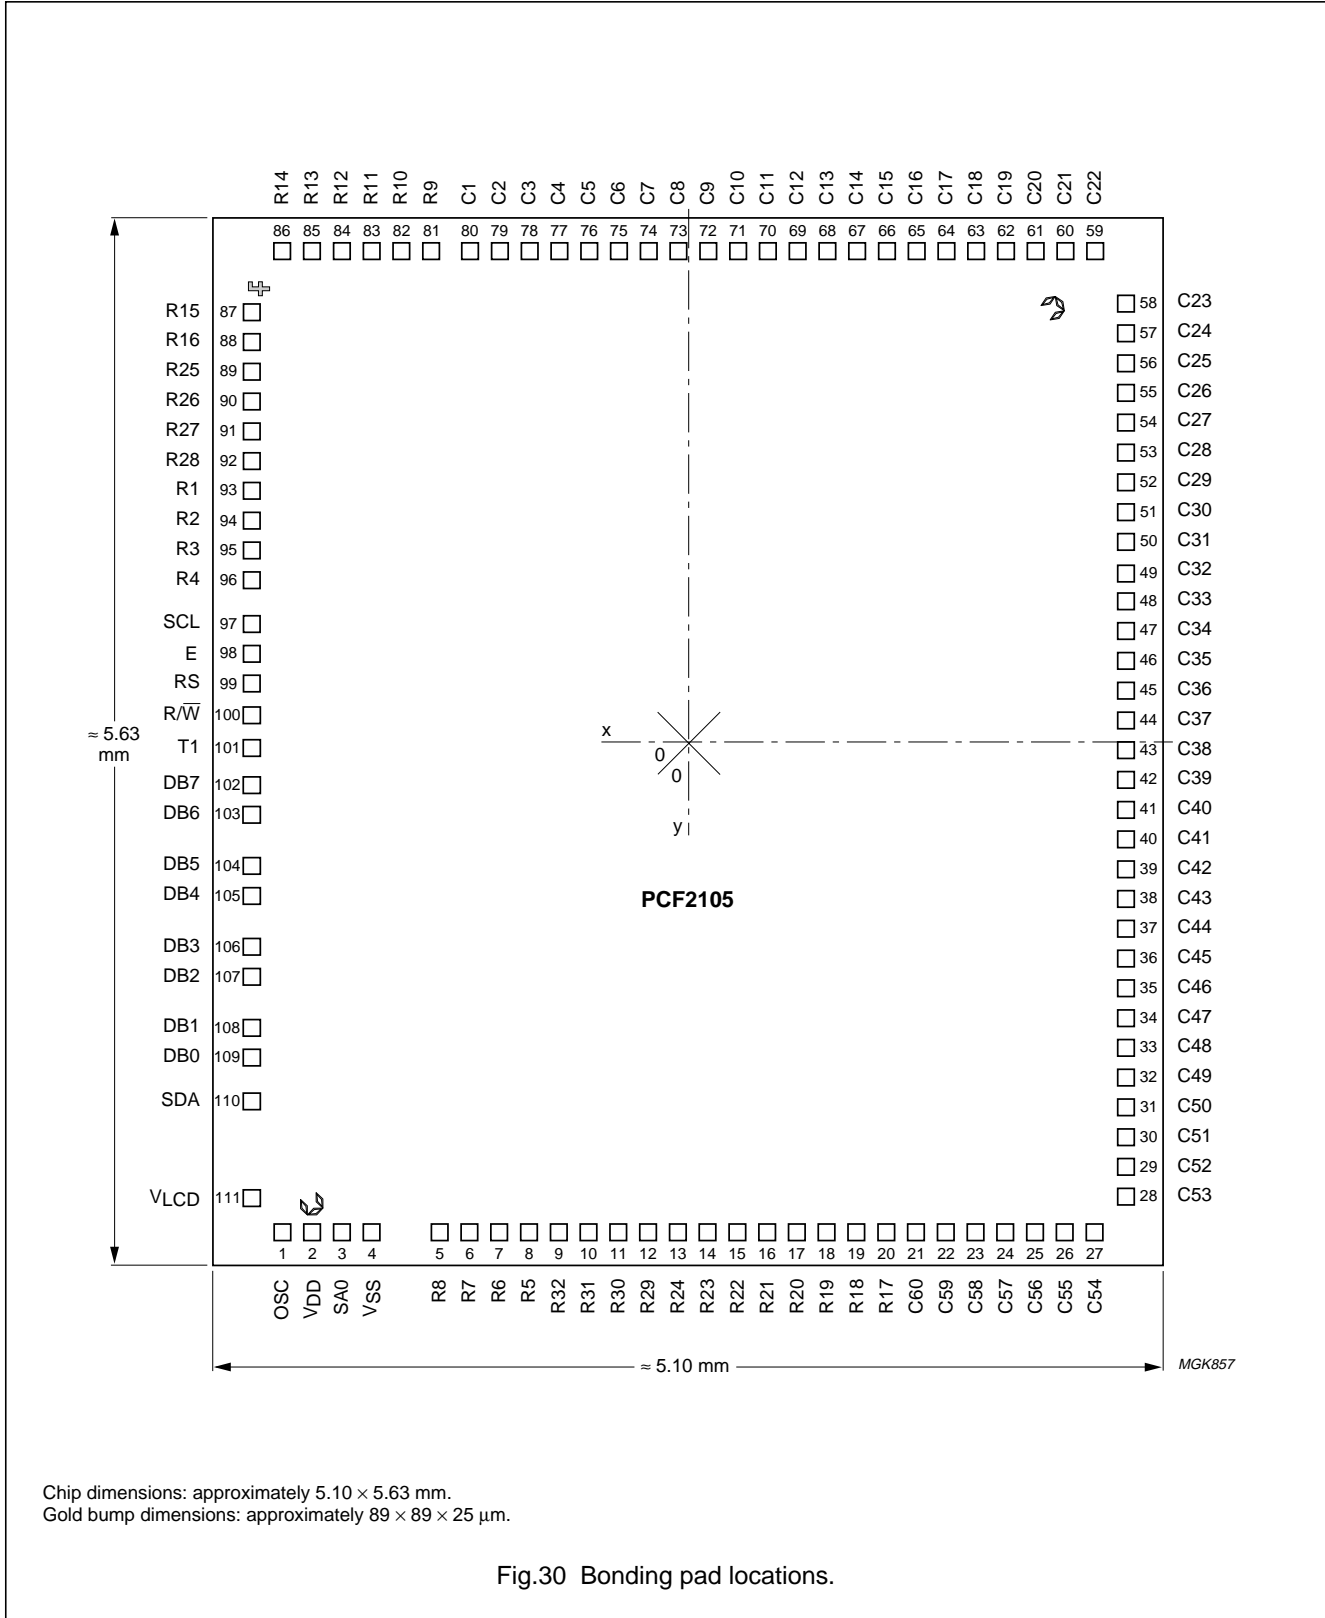 R14 R13 R12 R11 R10 R9 C1 C2 C3 C4 C5 C6 C7 C8 C9 C10 C11 C12 C13 C14 C15 C16 C17 C18 C19 C20 C21 C22
86 85 84 83 82 81 80 79 78 77 76 75 74 73 72 71 70 69 68 67 66 65 64 63 62 61 60 59
R15 87
R16 88
R25 89
R26 90
R27 91
R28 92
R1 93
R2 94
R3 95
R4 96
SCL 97
E 98
RS 99
R/W̅ 100
T1 101
DB7 102
DB6 103
DB5 104
DB4 105
DB3 106
DB2 107
DB1 108
DB0 109
SDA 110
VLCD 111
≈ 5.63
mm
x
0
0
y
PCF2105
58 C23
57 C24
56 C25
55 C26
54 C27
53 C28
52 C29
51 C30
50 C31
49 C32
48 C33
47 C34
46 C35
45 C36
44 C37
43 C38
42 C39
41 C40
40 C41
39 C42
38 C43
37 C44
36 C45
35 C46
34 C47
33 C48
32 C49
31 C50
30 C51
29 C52
28 C53
1 2 3 4 5 6 7 8 9 10 11 12 13 14 15 16 17 18 19 20 21 22 23 24 25 26 27
OSC VDD SA0 VSS R8 R7 R6 R5 R32 R31 R30 R29 R24 R23 R22 R21 R20 R19 R18 R17 C60 C59 C58 C57 C56 C55 C54
≈ 5.10 mm
MGK857
Chip dimensions: approximately 5.10 × 5.63 mm.
Gold bump dimensions: approximately 89 × 89 × 25 µm.
Fig.30 Bonding pad locations.